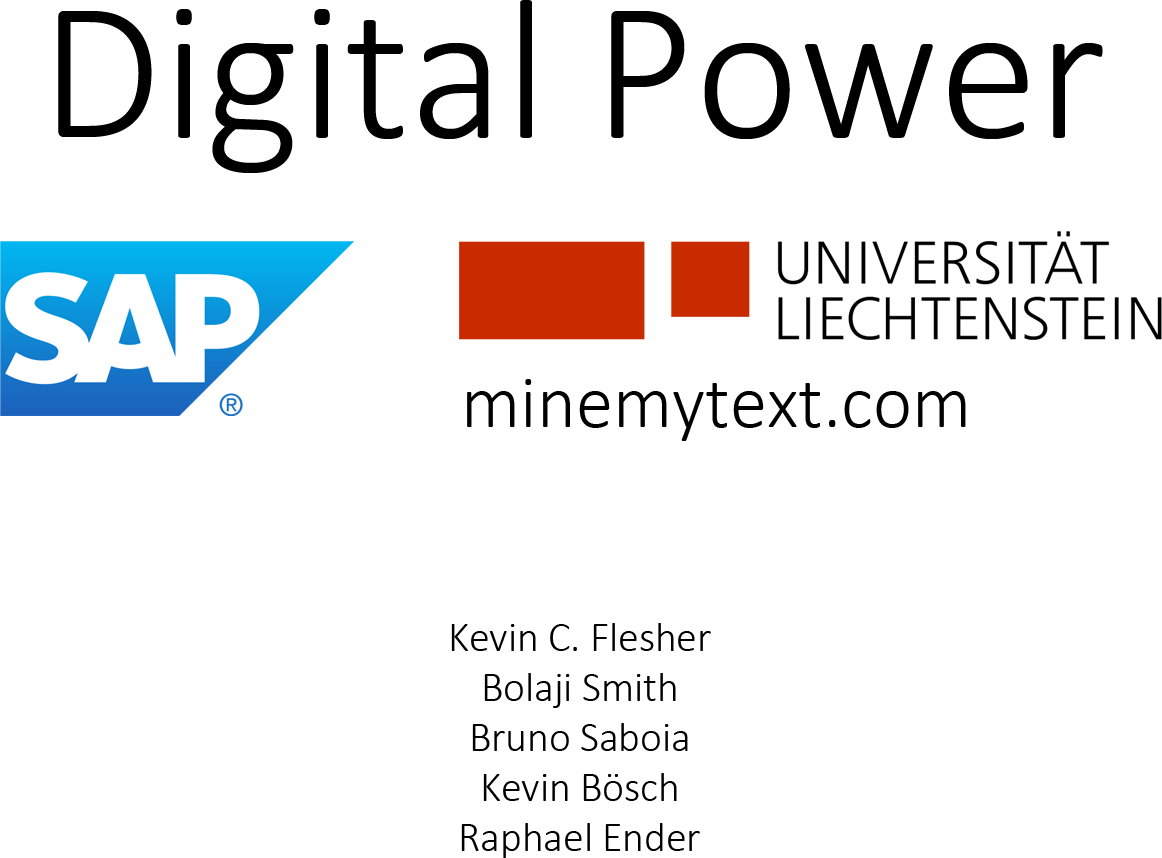 Digital Power
SAP ®
UNIVERSITÄT
LIECHTENSTEIN
minemytext.com
Kevin C. Flesher
Bolaji Smith
Bruno Saboia
Kevin Bösch
Raphael Ender